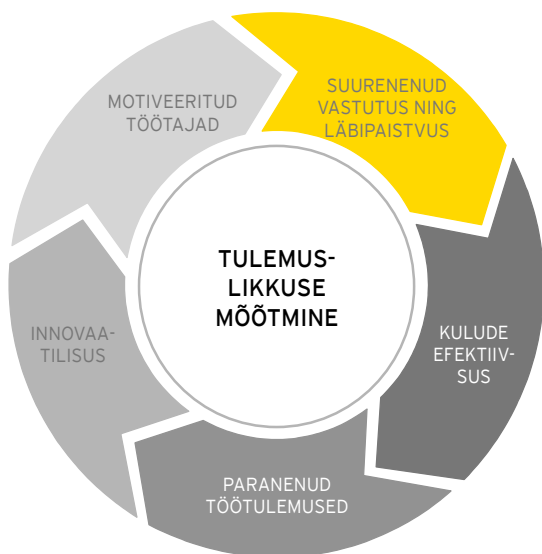 MOTIVEERITUD
TÖÖTAJAD
SUURENENUD
VASTUTUS NING
LÄBIPAISTVUS
TULEMUS-
LIKKUSE
MÕÕTMINE
KULUDE
EFEKTIIV-
SUS
PARANENUD
TÖÖTULEMUSED
INNOVAA-
TILISUS